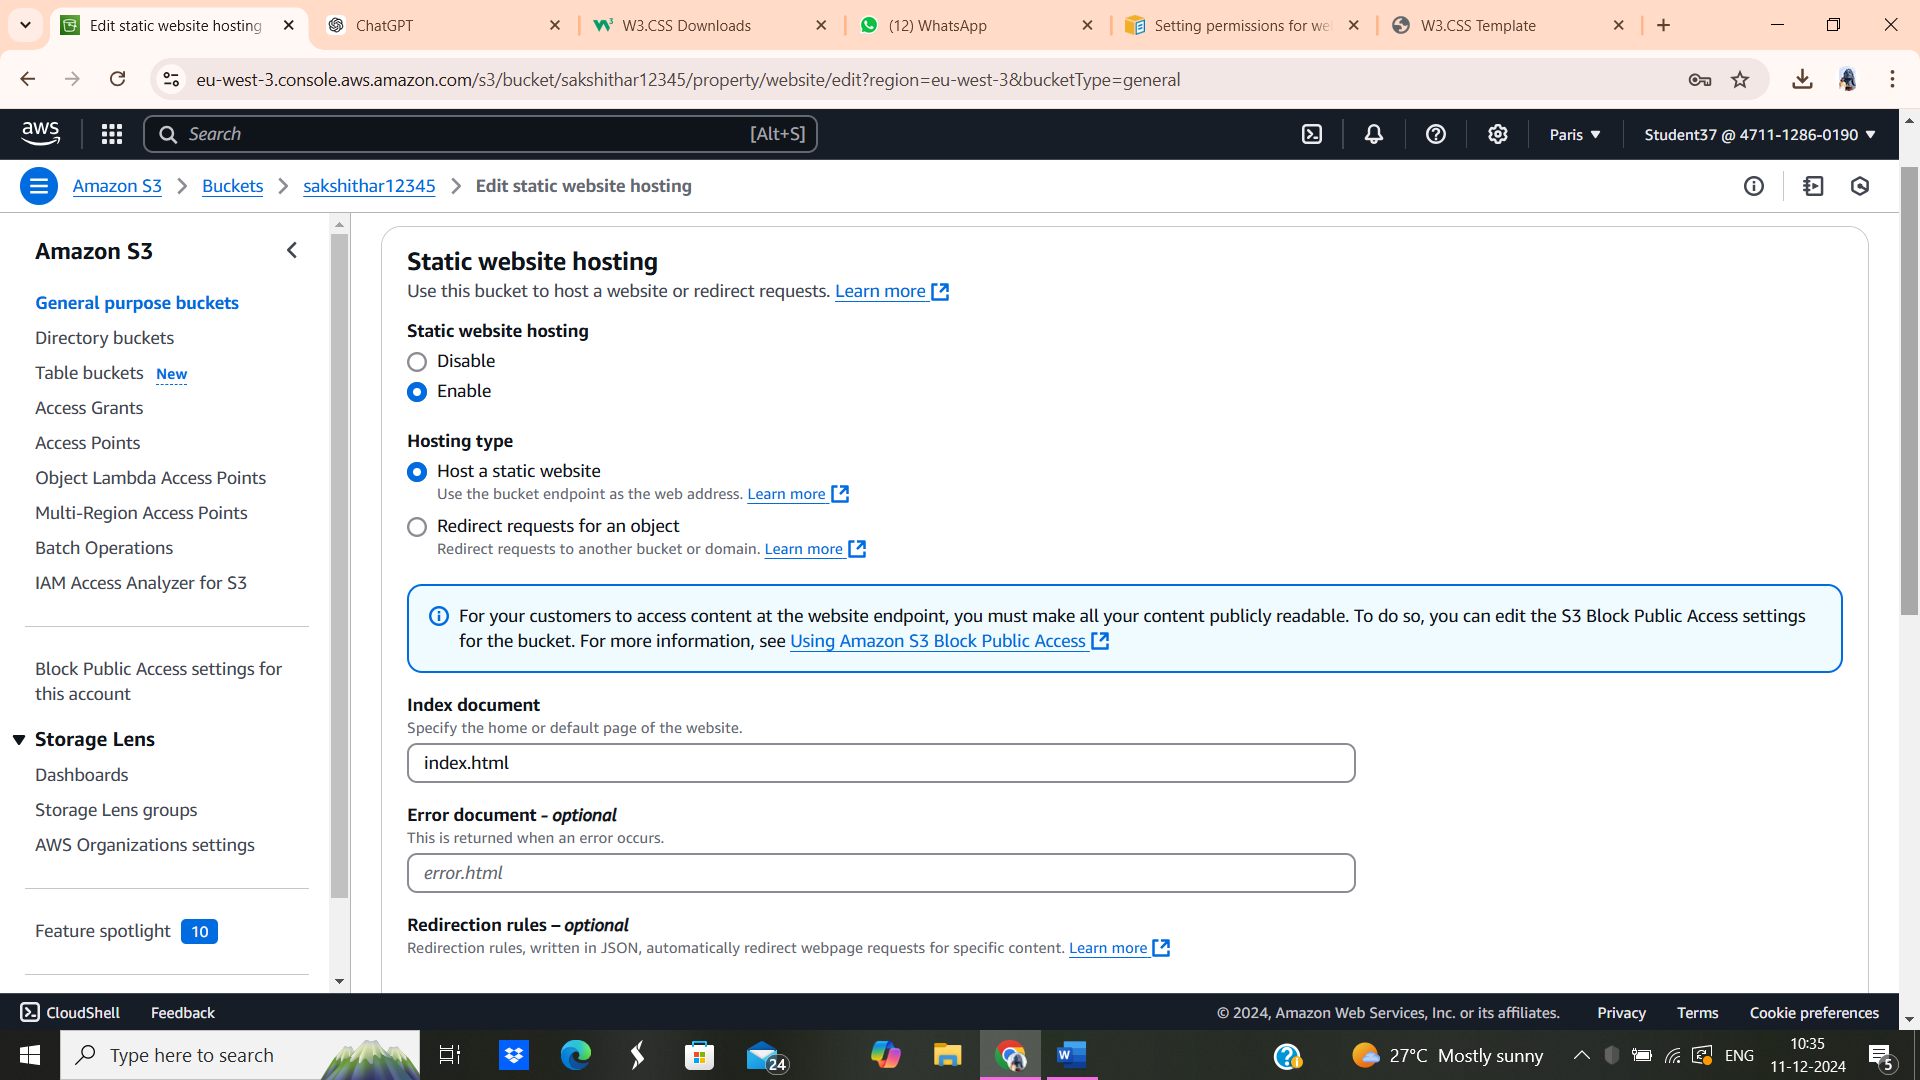 Edit static website hosting
ChatGPT
W3.CSS Downloads
(12) WhatsApp
Setting permissions for we
W3.CSS Template
eu-west-3.console.aws.amazon.com/s3/bucket/sakshithar12345/property/website/edit?region=eu-west-3&bucketType=general
aws
Search
[Alt+S]
Paris
Student37 @ 4711-1286-0190
Amazon S3
Buckets
sakshithar12345
Edit static website hosting
Amazon S3
General purpose buckets
Directory buckets
Table buckets New
Access Grants
Access Points
Object Lambda Access Points
Multi-Region Access Points
Batch Operations
IAM Access Analyzer for S3
Block Public Access settings for
this account
Storage Lens
Dashboards
Storage Lens groups
AWS Organizations settings
Feature spotlight 10
Static website hosting
Use this bucket to host a website or redirect requests. Learn more
Static website hosting
Disable
Enable
Hosting type
Host a static website
Use the bucket endpoint as the web address. Learn more
Redirect requests for an object
Redirect requests to another bucket or domain. Learn more
For your customers to access content at the website endpoint, you must make all your content publicly readable. To do so, you can edit the S3 Block Public Access settings
for the bucket. For more information, see Using Amazon S3 Block Public Access
Index document
Specify the home or default page of the website.
index.html
Error document - optional
This is returned when an error occurs.
error.html
Redirection rules – optional
Redirection rules, written in JSON, automatically redirect webpage requests for specific content. Learn more
CloudShell
Feedback
© 2024, Amazon Web Services, Inc. or its affiliates.
Privacy
Terms
Cookie preferences
Type here to search
24
27°C Mostly sunny
ENG
10:35
11-12-2024
5